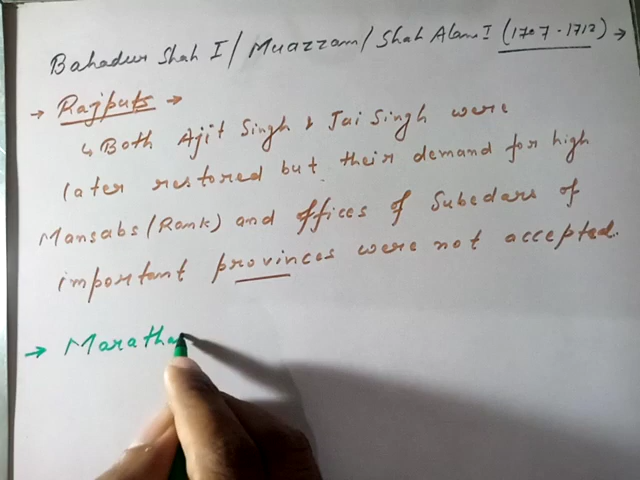 Bahadur Shah I / Muazzam / Shah Alam I (1707-1712) →
→ Rajputs →
↳ Both Ajit Singh & Jai Singh were
later restored but their demand for high
Mansabs (Rank) and offices of Subedars of
important provinces were not accepted.
→ Maratha